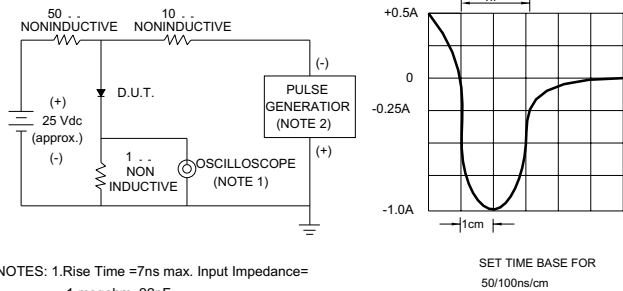 50 - -
NONINDUCTIVE
10 - -
NONINDUCTIVE
(+)
25 Vdc
(approx.)
(-)
D.U.T.
1 - -
NON
INDUCTIVE
OSCILLOSCOPE
(NOTE 1)
(-)
PULSE
GENERATIOR
(NOTE 2)
(+)
+0.5A
0
-0.25A
-1.0A
1cm
SET TIME BASE FOR
50/100ns/cm
NOTES: 1.Rise Time =7ns max. Input Impedance=